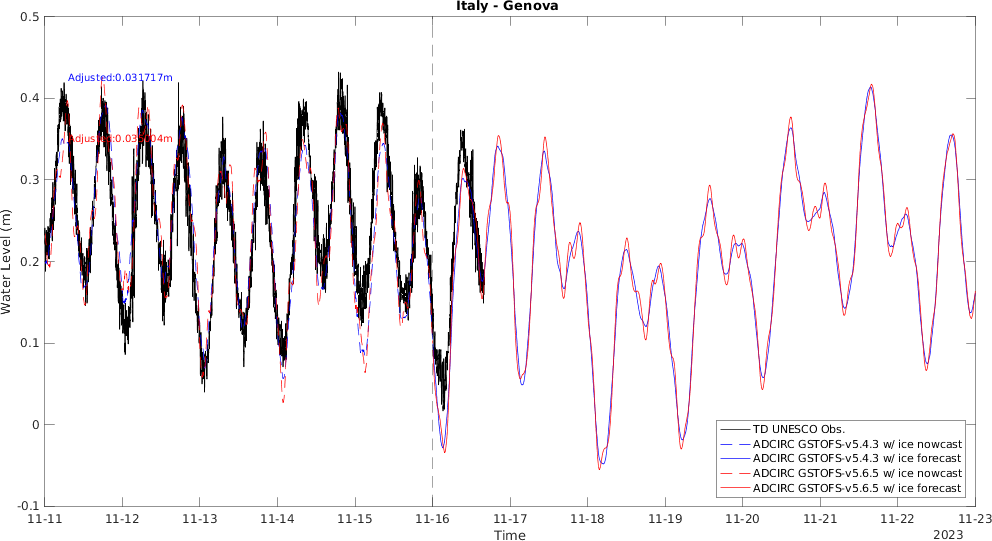 Italy - Genova
Water Level (m)
0.5
0.4
0.3
0.2
0.1
0
-0.1
Adjusted:0.031717m
TD UNESCO Obs.
ADCIRC GSTOFS-v5.4.3 w/ ice nowcast
ADCIRC GSTOFS-v5.4.3 w/ ice forecast
ADCIRC GSTOFS-v5.6.5 w/ ice nowcast
ADCIRC GSTOFS-v5.6.5 w/ ice forecast
11-11 11-12 11-13 11-14 11-15 11-16 11-17 11-18 11-19 11-20 11-21 11-22 11-23
Time
2023